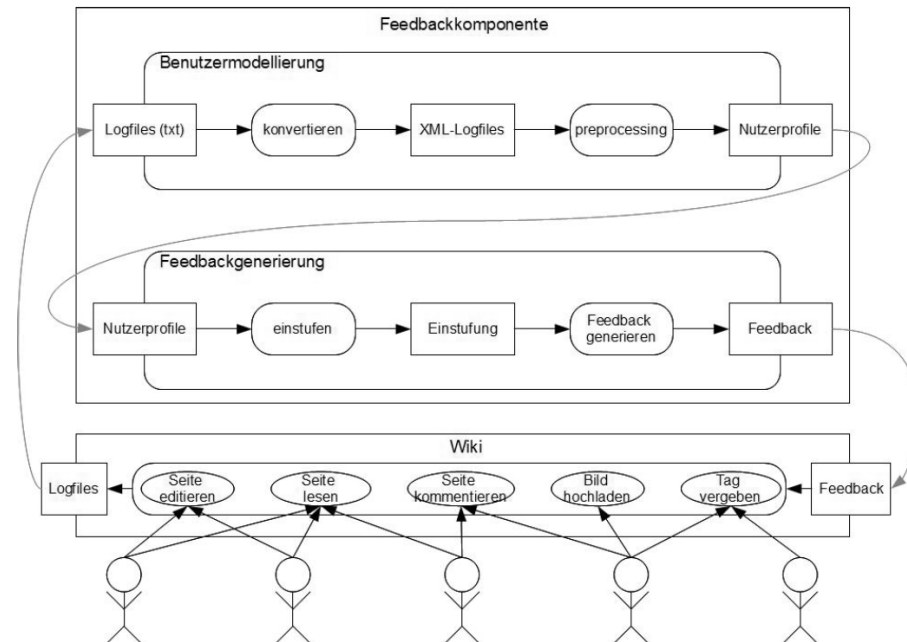 Feedbackkomponente
Benutzermodellierung
Logfiles (txt)
konvertieren
XML-Logfiles
preprocessing
Nutzerprofile
Feedbackgenerierung
Nutzerprofile
einstufen
Einstufung
Feedback
generieren
Feedback
Wiki
Logfiles
Seite
editieren
Seite
lesen
Seite
kommentieren
Bild
hochladen
Tag
vergeben
Feedback